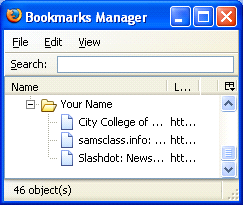 Bookmarks Manager
File Edit View
Search:
Name L...
Your Name
City College of ... htt...
samsclass.info: ... htt...
Slashdot: News... htt...
46 object(s)